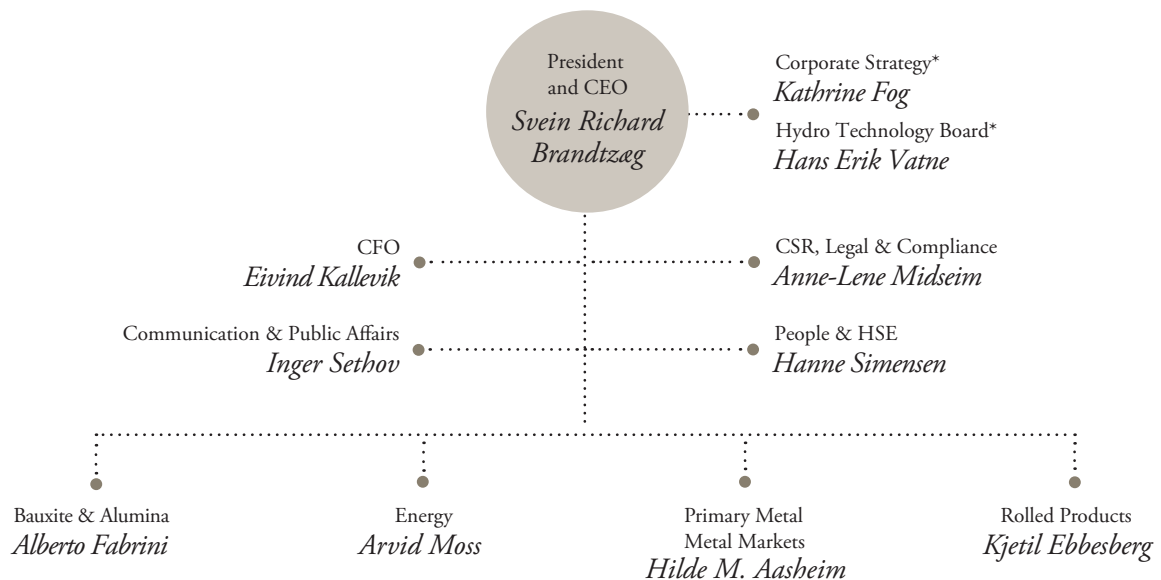 President
and CEO
Svein Richard
Brandtzæg
Corporate Strategy*
Kathrine Fog
Hydro Technology Board*
Hans Erik Vatne
CFO
Eivind Kallevik
CSR, Legal & Compliance
Anne-Lene Midseim
Communication & Public Affairs
Inger Sethov
People & HSE
Hanne Simensen
Bauxite & Alumina
Alberto Fabrini
Energy
Arvid Moss
Primary Metal
Metal Markets
Hilde M. Aasheim
Rolled Products
Kjetil Ebbesberg